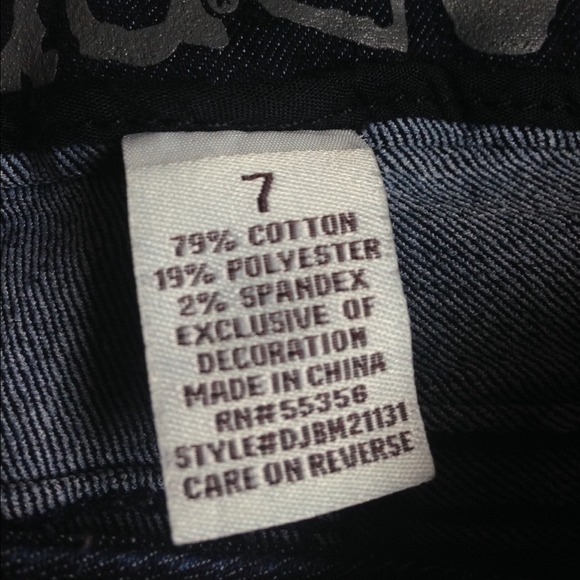 7
79% COTTON
19% POLYESTER
2% SPANDEX
EXCLUSIVE OF
DECORATION
MADE IN CHINA
RN#55356
STYLE#DJBM21131
CARE ON REVERSE